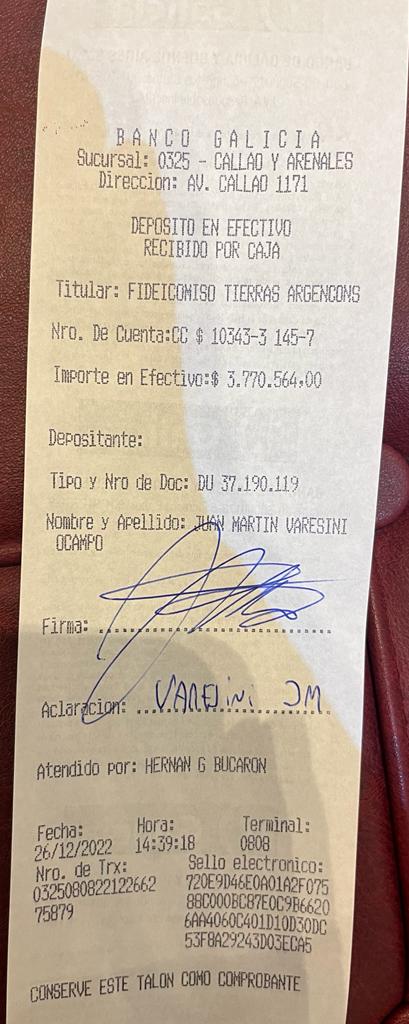 BANCO GALICIA
Sucursal: 0325 - CALLAO Y ARENALES
Direccion: AV. CALLAO 1171
DEPOSITO EN EFECTIVO
RECIBIDO POR CAJA
Titular: FIDEICOMISO TIERRAS ARGENCONS
Nro. De Cuenta:CC $ 10343-3 145-7
Importe en Efectivo:$ 3.770.564,00
Depositante:
Tipo y Nro de Doc: DU 37.190.119
Nombre y Apellido: JUAN MARTIN VARESINI
OCAMPO
Firma:
Aclaracion: VARESINI JM
Atendido por: HERNAN G BUCARON
Fecha: Hora: Terminal:
26/12/2022 14:39:18 0808
Nro. de Trx: Sello electronico:
0325080822122662 720E9D46E0A01A2F075
75879 88C000BC87E0C9B6620
6AA4060C401D10D30DC
53F8A29243D03ECA5
CONSERVE ESTE TALON COMO COMPROBANTE